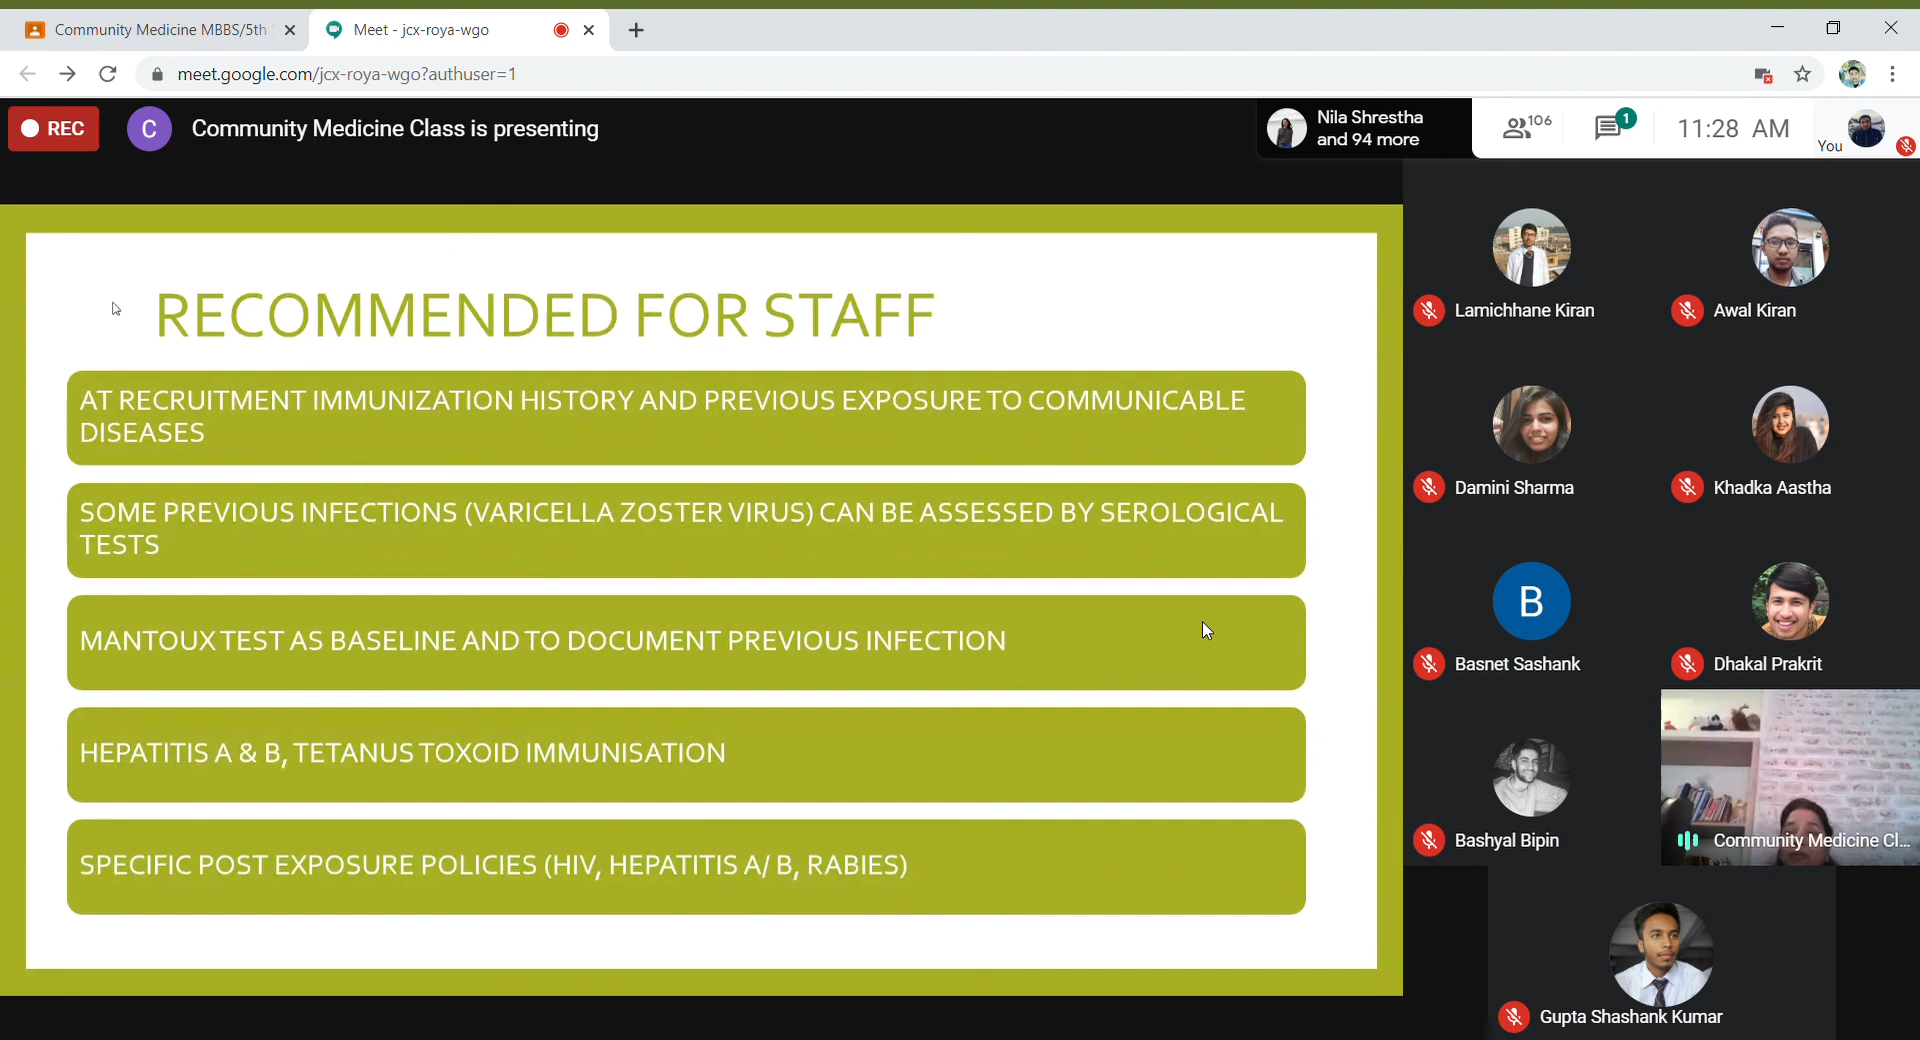 Community Medicine MBBS/5th
Meet - jcx-roya-wgo
meet.google.com/jcx-roya-wgo?authuser=1
REC
C
Community Medicine Class is presenting
Nila Shrestha
and 94 more
106
1
11:28 AM
You
RECOMMENDED FOR STAFF
AT RECRUITMENT IMMUNIZATION HISTORY AND PREVIOUS EXPOSURE TO COMMUNICABLE
DISEASES
SOME PREVIOUS INFECTIONS (VARICELLA ZOSTER VIRUS) CAN BE ASSESSED BY SEROLOGICAL
TESTS
MANTOUX TEST AS BASELINE AND TO DOCUMENT PREVIOUS INFECTION
HEPATITIS A & B, TETANUS TOXOID IMMUNISATION
SPECIFIC POST EXPOSURE POLICIES (HIV, HEPATITIS A/ B, RABIES)
Lamichhane Kiran
Awal Kiran
Damini Sharma
Khadka Aastha
B
Basnet Sashank
Dhakal Prakrit
Bashyal Bipin
Community Medicine Cl...
Gupta Shashank Kumar